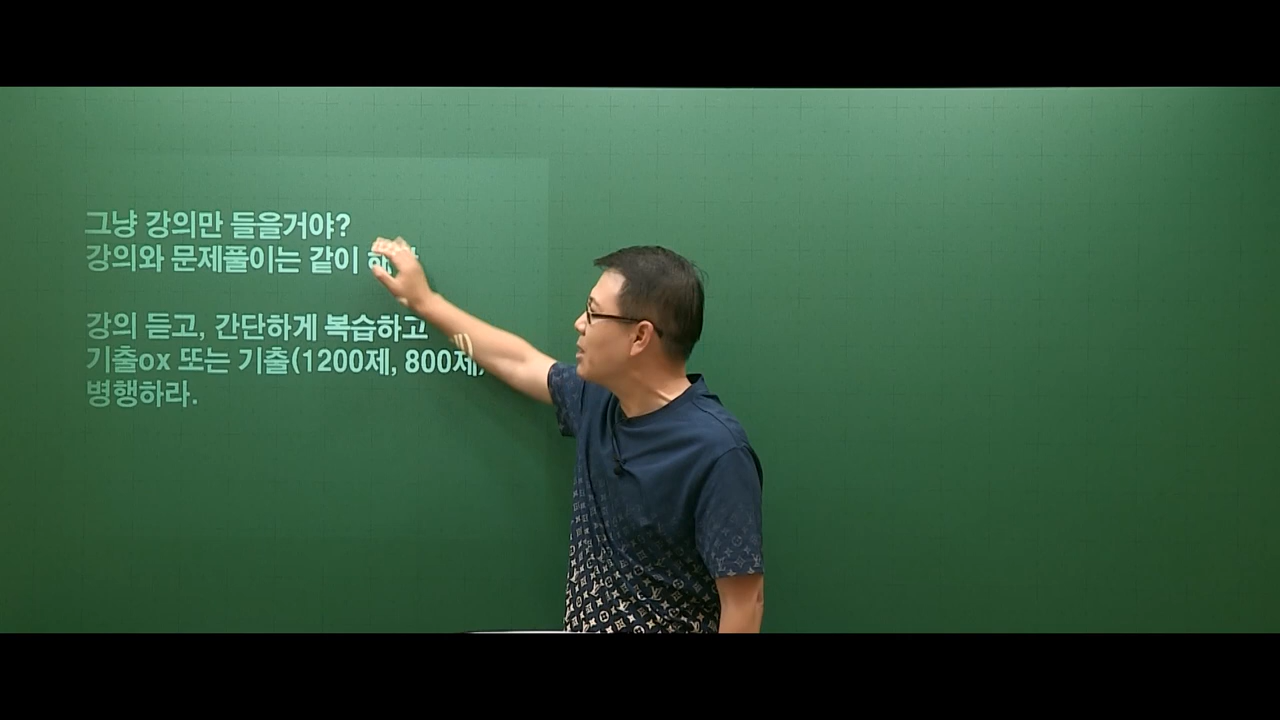 그냥 강의만 들을거야?
강의와 문제풀이는 같이
강의 듣고, 간단하게 복습하고
기출ox 또는 기출(1200제, 800제)
병행하라.